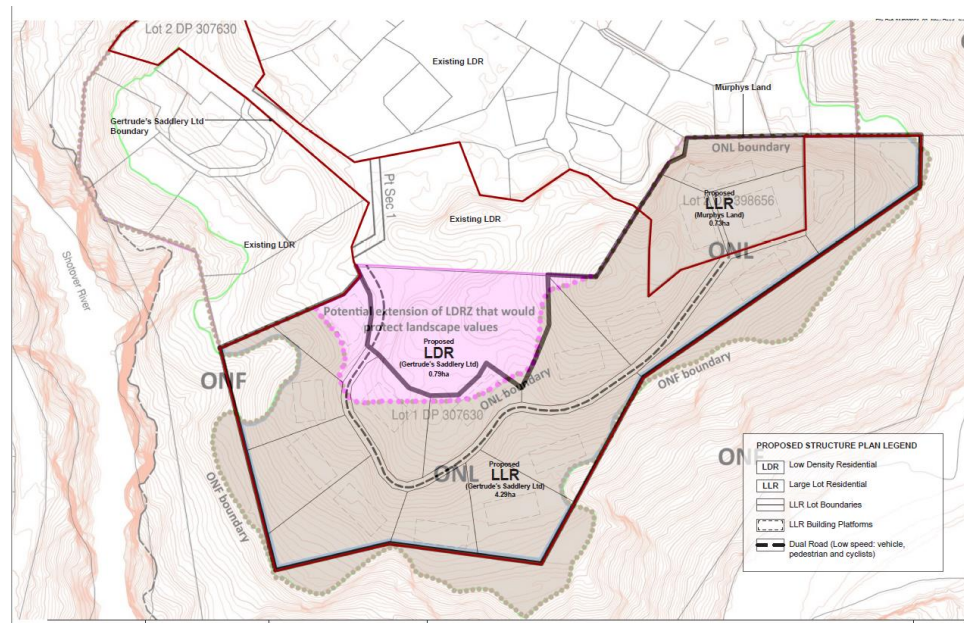 Lot 2 DP 307630
Existing LDR
Murphys Land
Gertrude's Saddlery Ltd
Boundary
ONL boundary
Pt Sec 1
Proposed
LLR
(Murphys Land)
0.73ha
398656
Existing LDR
Existing LDR
ONL
Shotover River
Potential extension of LDRZ that would
protect landscape values
Proposed
LDR
(Gertrude's Saddlery Ltd)
0.79ha
ONF
ONL boundary
ONF boundary
Lot 1 DP 307630
ONF boundary
ONL
Proposed
LLR
(Gertrude's Saddlery Ltd)
4.29ha
PROPOSED STRUCTURE PLAN LEGEND
LDR Low Density Residential
LLR Large Lot Residential
LLR Lot Boundaries
LLR Building Platforms
Dual Road (Low speed: vehicle,
pedestrian and cyclists)